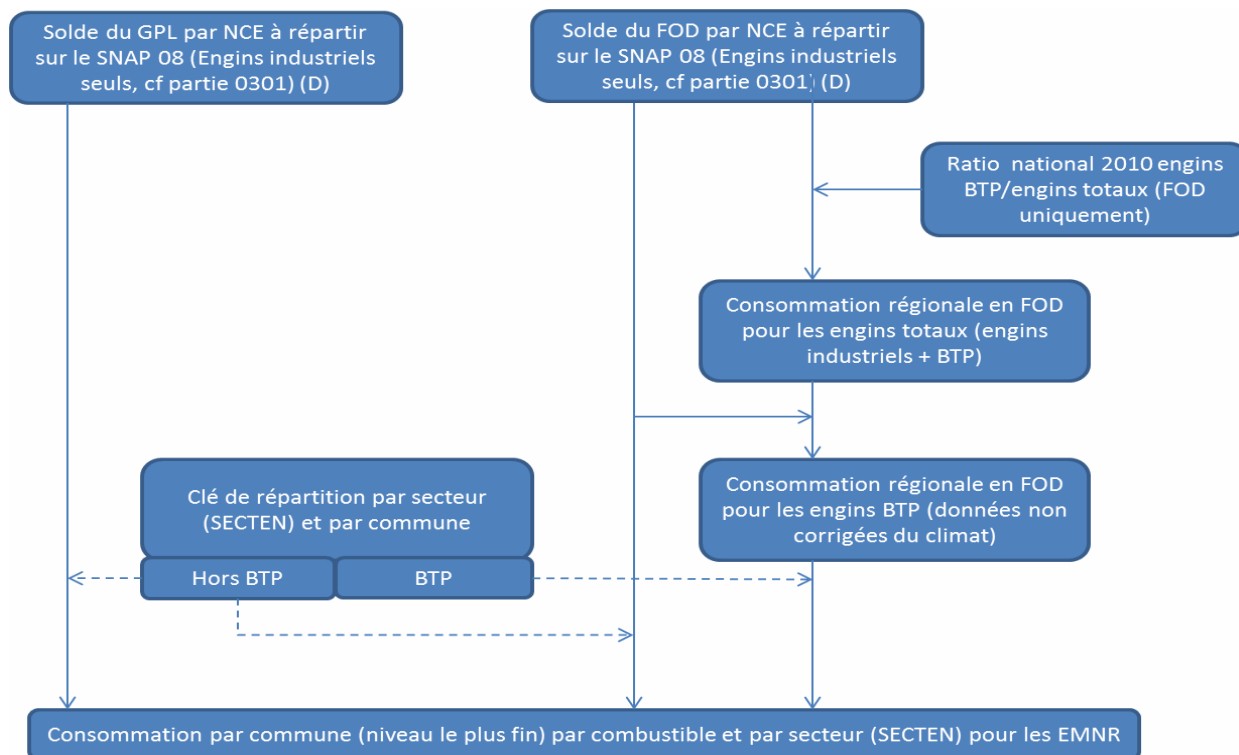 Solde du GPL par NCE à répartir
sur le SNAP 08 (Engins industriels
seuls, cf partie 0301) (D)
Solde du FOD par NCE à répartir
sur le SNAP 08 (Engins industriels
seuls, cf partie 0301) (D)
Ratio national 2010 engins
BTP/engins totaux (FOD
uniquement)
Consommation régionale en FOD
pour les engins totaux (engins
industriels + BTP)
Clé de répartition par secteur
(SECTEN) et par commune
Hors BTP
BTP
Consommation régionale en FOD
pour les engins BTP (données non
corrigées du climat)
Consommation par commune (niveau le plus fin) par combustible et par secteur (SECTEN) pour les EMNR